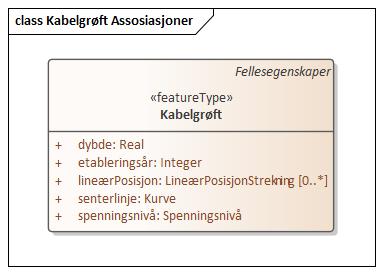 class Kabelgrøft Assosiasjoner
Fellesegenskaper
«featureType»
Kabelgrøft
+ dybde: Real
+ etableringsår: Integer
+ lineærPosisjon: LineærPosisjonStrekning [0..*]
+ senterlinje: Kurve
+ spenningsnivå: Spenningsnivå